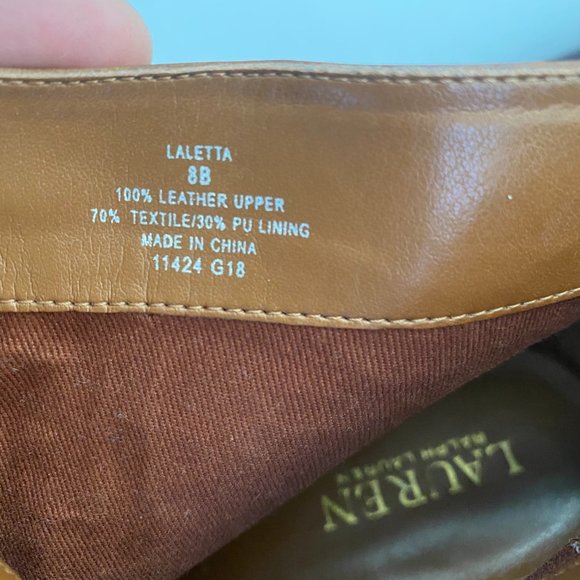 LALETTA
8B
100% LEATHER UPPER
70% TEXTILE/30% PU LINING
MADE IN CHINA
11424 G18
LAUREN
RALPH LAUREN